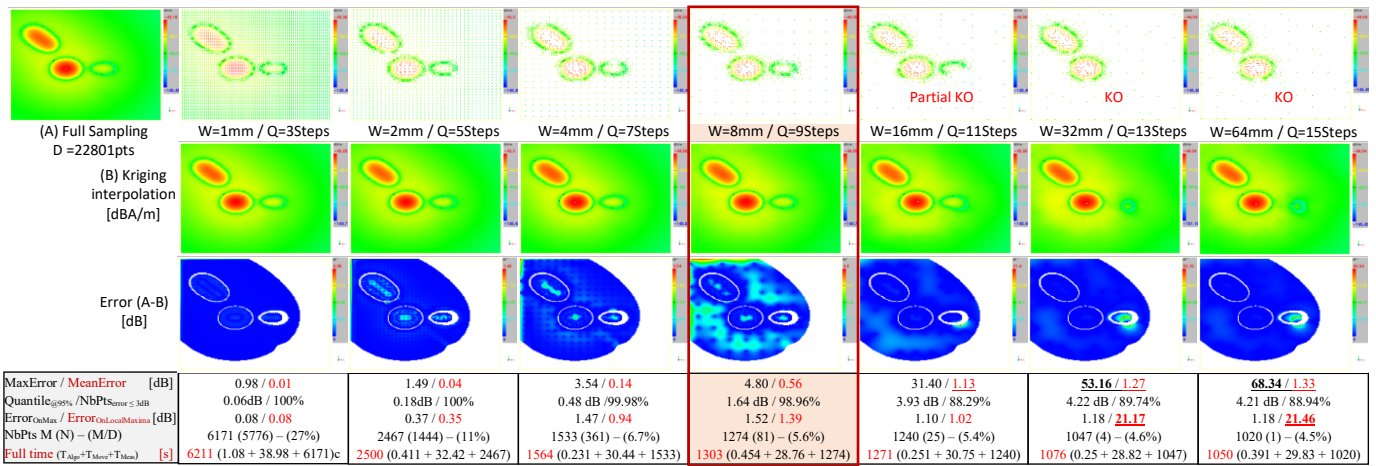 Partial KO
KO
KO
(A) Full Sampling
D =22801pts
W=1mm / Q=3Steps
W=2mm / Q=5Steps
W=4mm / Q=7Steps
W=8mm / Q=9Steps
W=16mm / Q=11Steps
W=32mm / Q=13Steps
W=64mm / Q=15Steps
(B) Kriging
interpolation
[dBA/m]
Error (A-B)
[dB]
MaxError / MeanError [dB] 0.98 / 0.01 1.49 / 0.04 3.54 / 0.14 4.80 / 0.56 31.40 / 1.13 53.16 / 1.27 68.34 / 1.33
Quantile@95% /NbPtserror ≤ 3dB 0.06dB / 100% 0.18dB / 100% 0.48 dB /99.98% 1.64 dB / 98.96% 3.93 dB / 88.29% 4.22 dB / 89.74% 4.21 dB / 88.94%
ErrorOnMax / ErrorOnLocalMaxima [dB] 0.08 / 0.08 0.37 / 0.35 1.47 / 0.94 1.52 / 1.39 1.10 / 1.02 1.18 / 21.17 1.18 / 21.46
NbPts M (N) – (M/D) 6171 (5776) – (27%) 2467 (1444) – (11%) 1533 (361) – (6.7%) 1274 (81) – (5.6%) 1240 (25) – (5.4%) 1047 (4) – (4.6%) 1020 (1) – (4.5%)
Full time (TAlgo+TMove+TMeas) [s] 6211 (1.08 + 38.98 + 6171)c 2500 (0.411 + 32.42 + 2467) 1564 (0.231 + 30.44 + 1533) 1303 (0.454 + 28.76 + 1274) 1271 (0.251 + 30.75 + 1240) 1076 (0.25 + 28.82 + 1047) 1050 (0.391 + 29.83 + 1020)